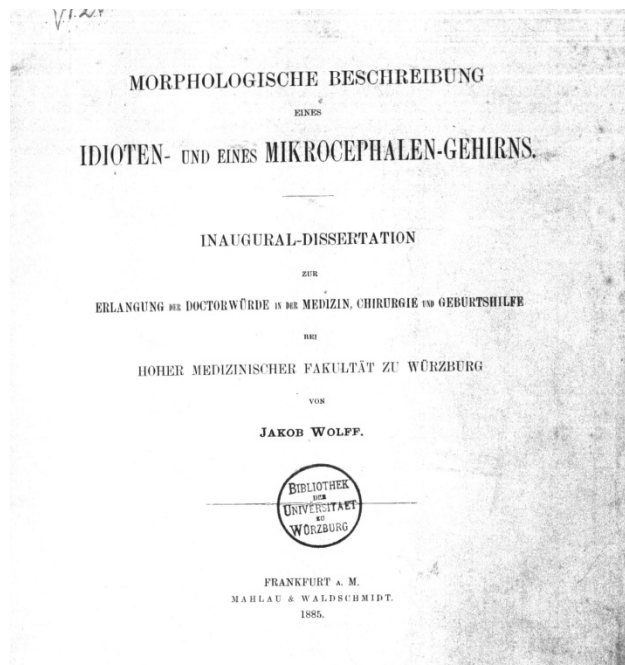 MORPHOLOGISCHE BESCHREIBUNG
EINES
IDIOTEN- UND EINES MIKROCEPHALEN-GEHIRNS.
INAUGURAL-DISSERTATION
ZUR
ERLANGUNG DER DOCTORWÜRDE IN DER MEDIZIN, CHIRURGIE UND GEBURTSHILFE
BEI
HOHER MEDIZINISCHER FAKULTÄT ZU WÜRZBURG
VON
JAKOB WOLFF.
BIBLIOTHEK
DER
UNIVERSITAET
ZU
WÜRZBURG
FRANKFURT A. M.
MAHLAU & WALDSCHMIDT.
1885.